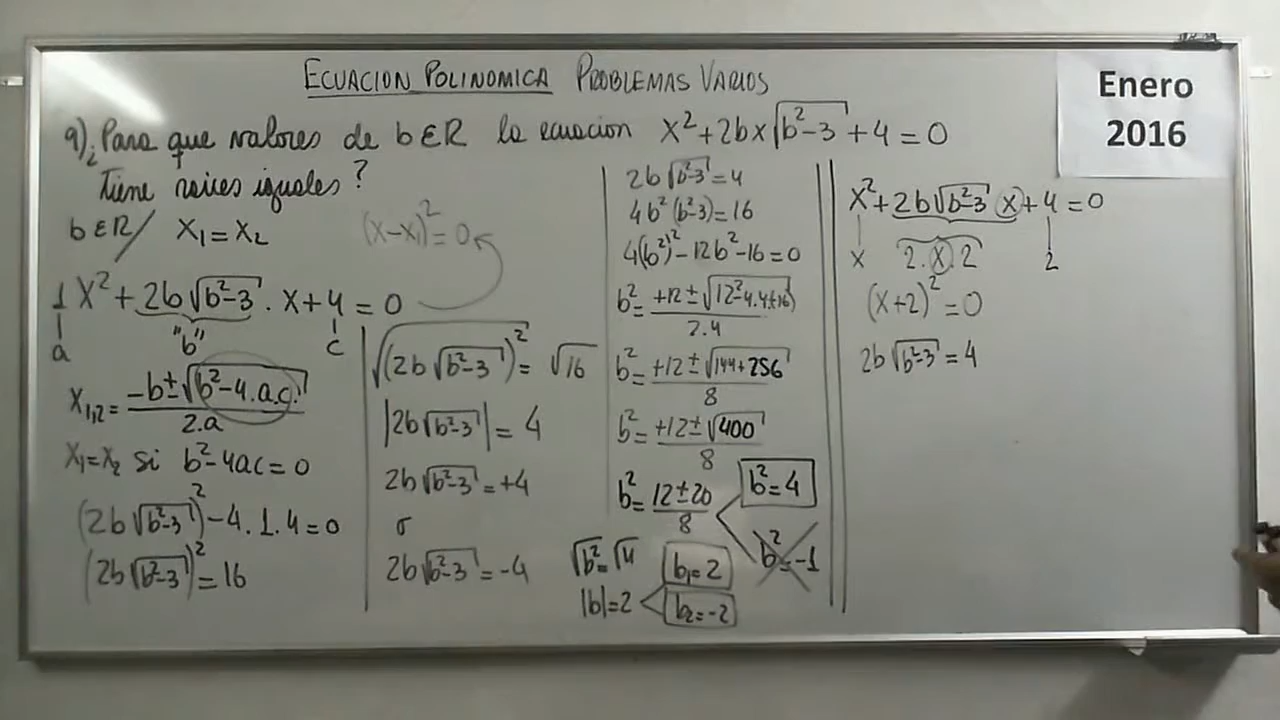 ECUACION POLINOMICA PROBLEMAS VARIOS
Enero
2016
9)₂ Para que valores de b∈R la ecuacion x²+2bx√(b²-3)+4=0
tiene raices iguales?
b∈R/ x₁=x₂
(x-x₁)²=0
1x²+2b√(b²-3).x+4=0
a "b" c
x₁,₂=(-b±√(b²-4.a.c.))/(2.a)
x₁=x₂ si b²-4ac=0
(2b√(b²-3))²-4.1.4=0
(2b√(b²-3))²=16
√((2b√(b²-3))²)=√16
|2b√(b²-3)|=4
2b√(b²-3)=+4
o
2b√(b²-3)=-4
2b√(b²-3)=4
4b²(b²-3)=16
4(b²)²-12b²-16=0
b²=(+12±√(12²-4.4.(-16)))/(2.4)
b²=(+12±√(144+256))/8
b²=(+12±√400)/8
b²=(12±20)/8
b²=4
b²=-1
√b²=√4
|b|=2
b₁=2
b₂=-2
x²+2b√(b²-3)(x)+4=0
x 2.x.2 2
(x+2)²=0
2b√(b²-3)=4